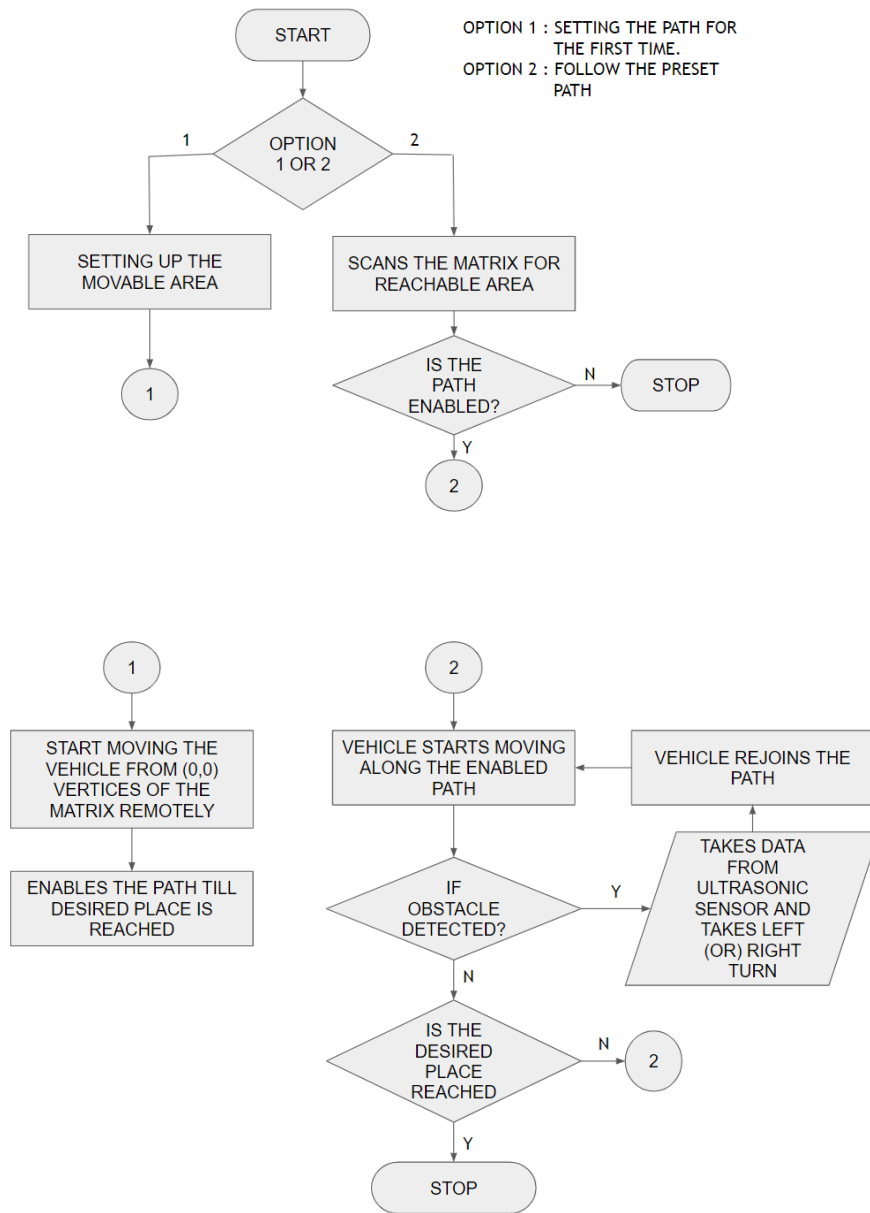 START
OPTION 1 : SETTING THE PATH FOR
THE FIRST TIME.
OPTION 2 : FOLLOW THE PRESET
PATH
1
OPTION
1 OR 2
2
SETTING UP THE
MOVABLE AREA
SCANS THE MATRIX FOR
REACHABLE AREA
1
IS THE
PATH
ENABLED?
N
STOP
Y
2
1
2
START MOVING THE
VEHICLE FROM (0,0)
VERTICES OF THE
MATRIX REMOTELY
VEHICLE STARTS MOVING
ALONG THE ENABLED
PATH
VEHICLE REJOINS THE
PATH
ENABLES THE PATH TILL
DESIRED PLACE IS
REACHED
IF
OBSTACLE
DETECTED?
Y
TAKES DATA
FROM
ULTRASONIC
SENSOR AND
TAKES LEFT
(OR) RIGHT
TURN
N
IS THE
DESIRED
PLACE
REACHED
N
2
Y
STOP